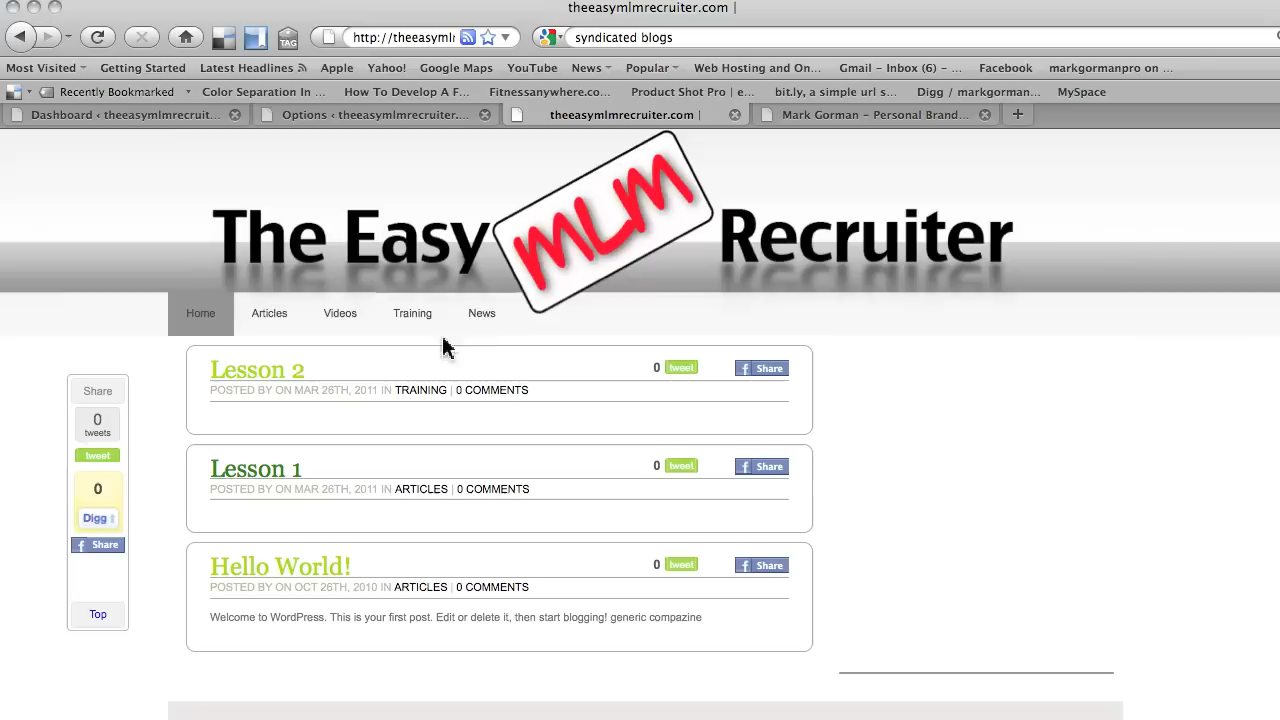 theeasymlmrecruiter.com |
http://theeasyml
syndicated blogs
TAG
Most Visited Getting Started Latest Headlines Apple Yahoo! Google Maps YouTube News Popular Web Hosting and On... Gmail - Inbox (6) - ... Facebook markgormanpro on ...
Recently Bookmarked Color Separation In ... How To Develop A F... Fitnessanywhere.co... Product Shot Pro | e... bit.ly, a simple url s... Digg / markgorman... MySpace
Dashboard ‹ theeasymlmrecruit... Options ‹ theeasymlmrecruiter.... theeasymlmrecruiter.com | Mark Gorman – Personal Brand...
The Easy MLM Recruiter
Home Articles Videos Training News
Lesson 2 0 tweet f Share
POSTED BY ON MAR 26TH, 2011 IN TRAINING | 0 COMMENTS
Lesson 1 0 tweet f Share
POSTED BY ON MAR 26TH, 2011 IN ARTICLES | 0 COMMENTS
Hello World! 0 tweet f Share
POSTED BY ON OCT 26TH, 2010 IN ARTICLES | 0 COMMENTS
Welcome to WordPress. This is your first post. Edit or delete it, then start blogging! generic compazine
Share
0
tweets
tweet
0
Digg
f Share
Top